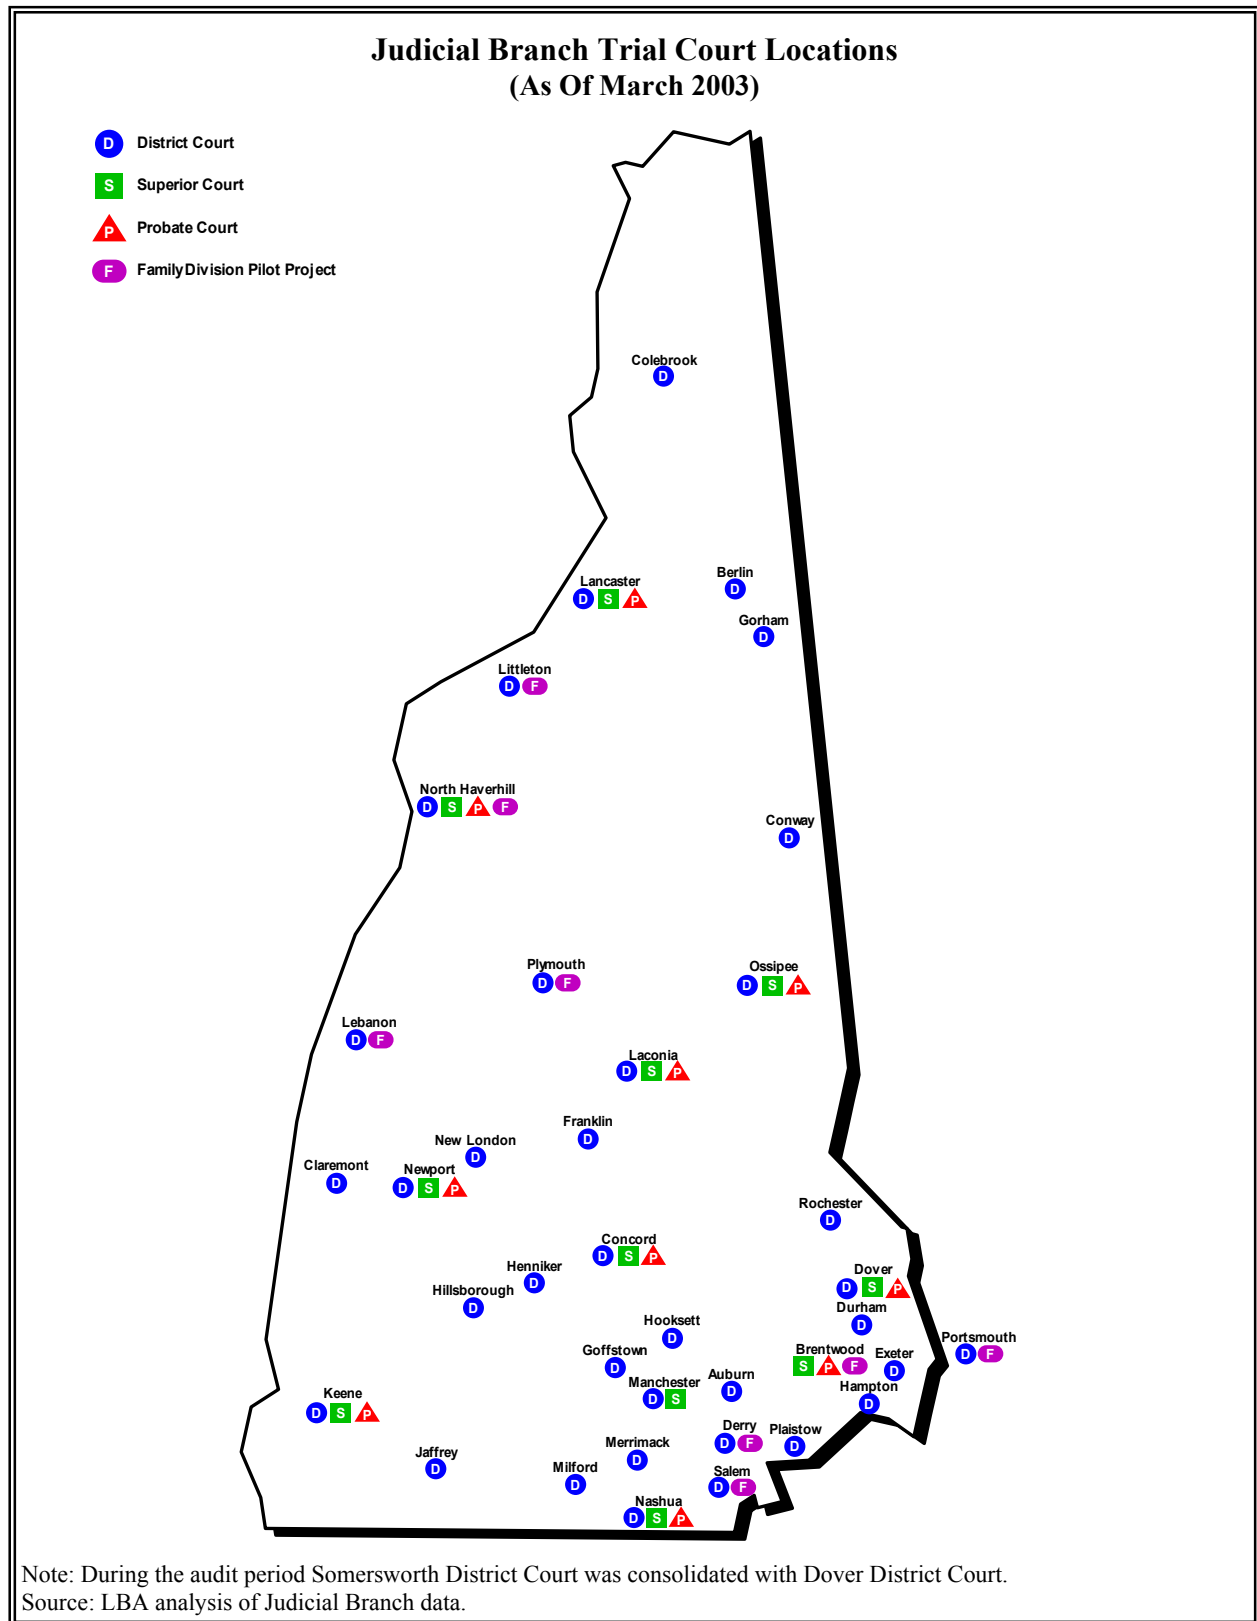 Judicial Branch Trial Court Locations
(As Of March 2003)
D District Court
S Superior Court
P Probate Court
F FamilyDivision Pilot Project
Colebrook
D
Berlin
D
Lancaster
D S P
Gorham
D
Littleton
D F
North Haverhill
D S P F
Conway
D
Plymouth
D F
Ossipee
D S P
Lebanon
D F
Laconia
D S P
Franklin
D
New London
D
Claremont
D
Newport
D S P
Rochester
D
Concord
D S P
Henniker
D
Dover
D S P
Hillsborough
D
Durham
D
Hooksett
D
Portsmouth
D F
Goffstown
D
Brentwood
S P F
Exeter
D
Auburn
D
Manchester
D S
Hampton
D
Keene
D S P
Derry
D F
Plaistow
D
Merrimack
D
Jaffrey
D
Milford
D
Salem
D F
Nashua
D S P
Note: During the audit period Somersworth District Court was consolidated with Dover District Court.
Source: LBA analysis of Judicial Branch data.